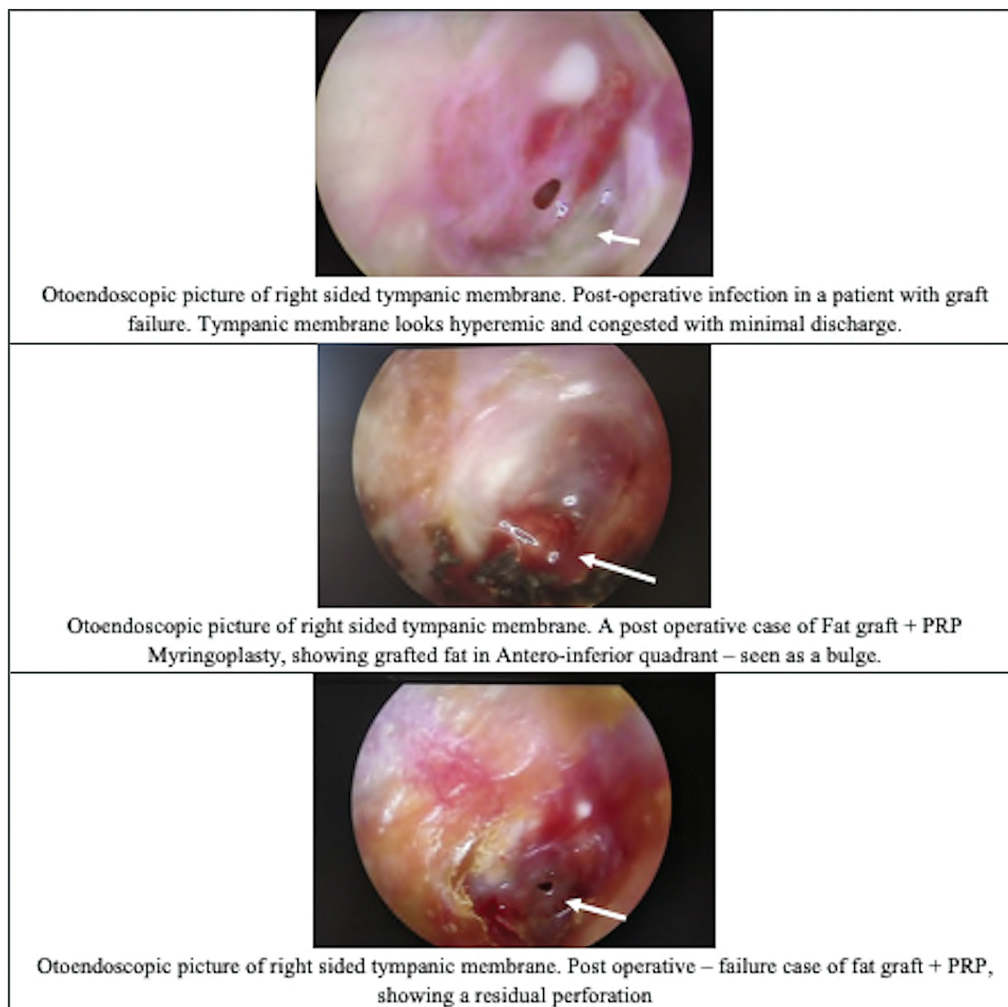 Otoendoscopic picture of right sided tympanic membrane. Post-operative infection in a patient with graft
failure. Tympanic membrane looks hyperemic and congested with minimal discharge.
Otoendoscopic picture of right sided tympanic membrane. A post operative case of Fat graft + PRP
Myringoplasty, showing grafted fat in Antero-inferior quadrant – seen as a bulge.
Otoendoscopic picture of right sided tympanic membrane. Post operative – failure case of fat graft + PRP,
showing a residual perforation